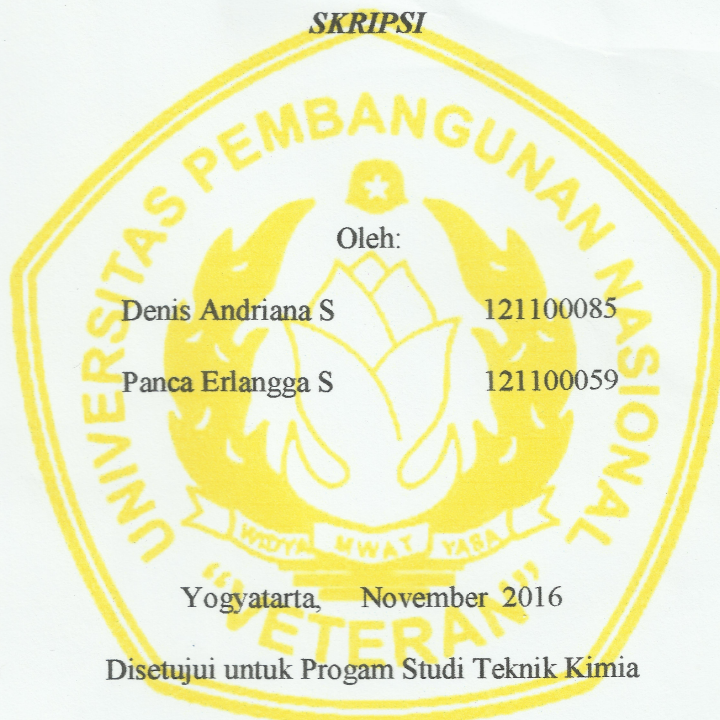 SKRIPSI
UNIVERSITAS PEMBANGUNAN NASIONAL
Oleh:
Denis Andriana S 121100085
Panca Erlangga S 121100059
WIDYA MWAT YASA
"VETERAN"
Yogyatarta, November 2016
Disetujui untuk Progam Studi Teknik Kimia